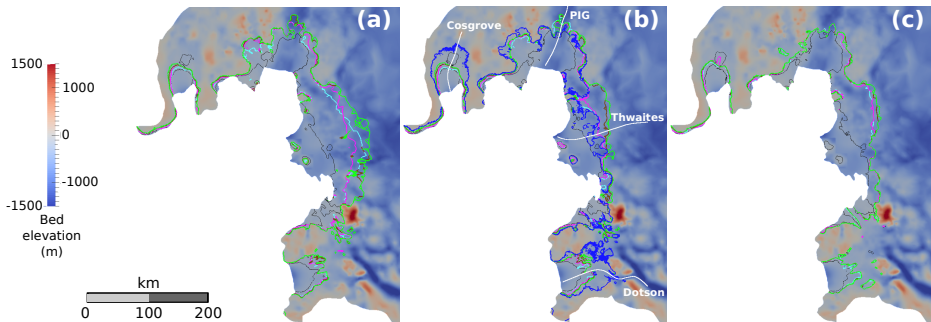 (a)
(b)
(c)
PIG
Cosgrove
Thwaites
Dotson
1500
1000
0
-1000
-1500
Bed
elevation
(m)
km
0 100 200